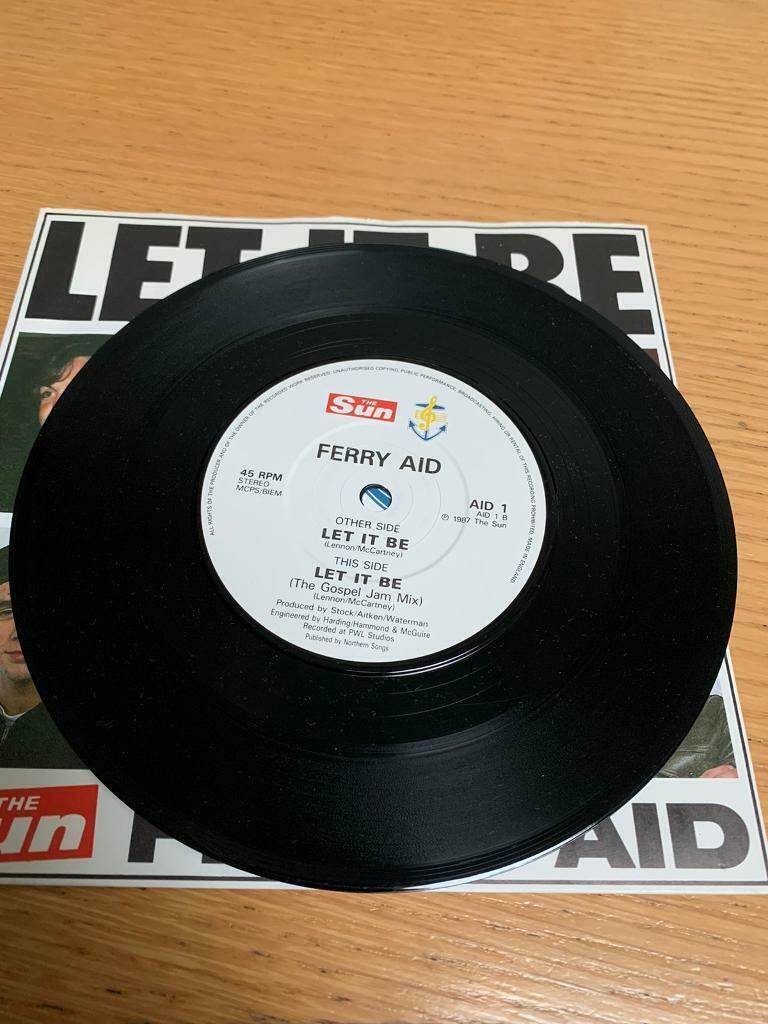 LET IT BE
ALL RIGHTS OF THE PRODUCER AND OF THE OWNER OF THE RECORDED WORK RESERVED. UNAUTHORISED COPYING, PUBLIC PERFORMANCE, BROADCASTING, HIRING OR RENTAL OF THIS RECORDING PROHIBITED. MADE IN ENGLAND
THE
Sun
FERRY AID
45 RPM
STEREO
MCPS/BIEM
AID 1
AID 1 B
℗ 1987 The Sun
OTHER SIDE
LET IT BE
(Lennon/McCartney)
THIS SIDE
LET IT BE
(The Gospel Jam Mix)
(Lennon/McCartney)
Produced by Stock/Aitken/Waterman
Engineered by Harding/Hammond & McGuire
Recorded at PWL Studios
Published by Northern Songs
THE
un
AID